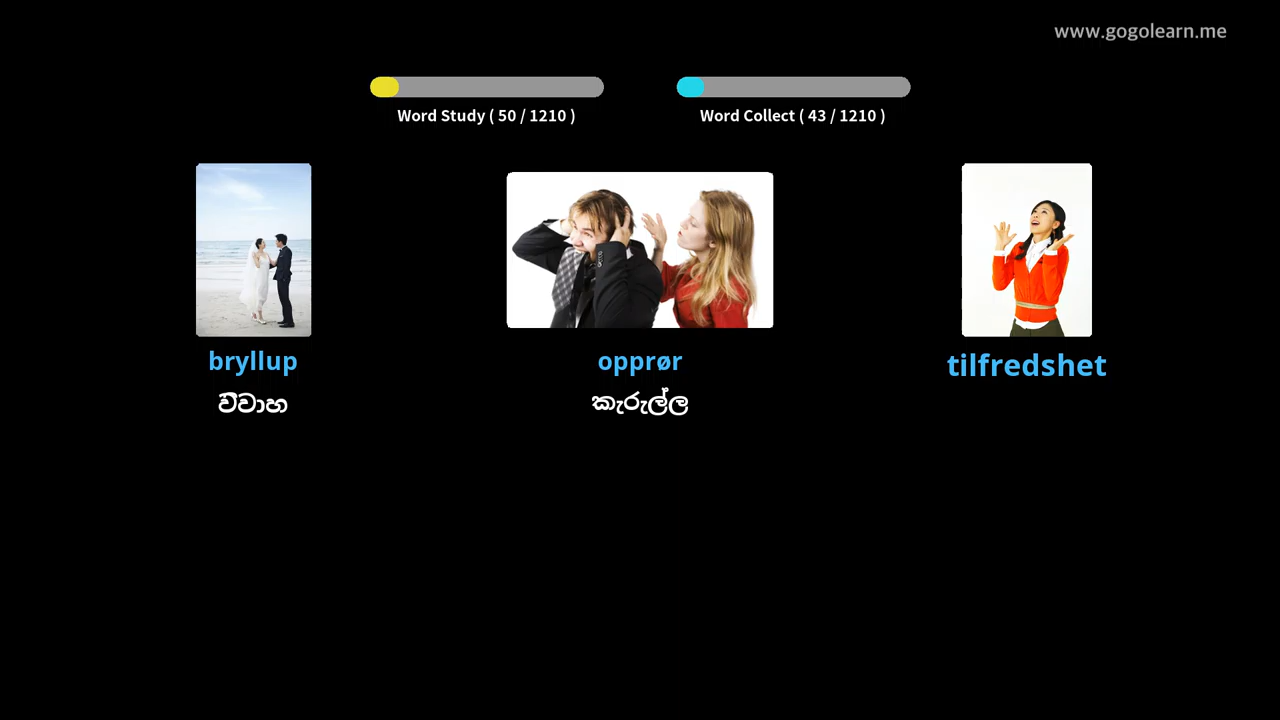 www.gogolearn.me
Word Study ( 50 / 1210 )
Word Collect ( 43 / 1210 )
bryllup
opprør
tilfredshet
විවාහ
කැරුල්ල